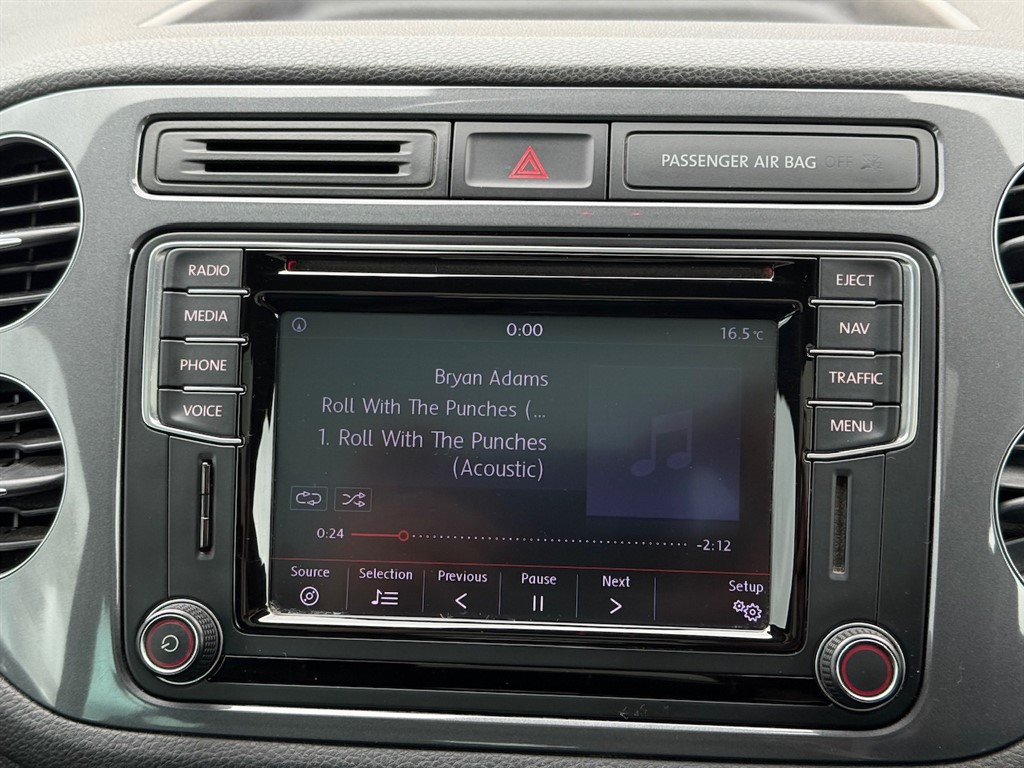 PASSENGER AIR BAG OFF
RADIO
MEDIA
PHONE
VOICE
EJECT
NAV
TRAFFIC
MENU
0:00
16.5 °C
Bryan Adams
Roll With The Punches (...
1. Roll With The Punches
(Acoustic)
0:24
-2:12
Source
Selection
Previous
Pause
Next
Setup